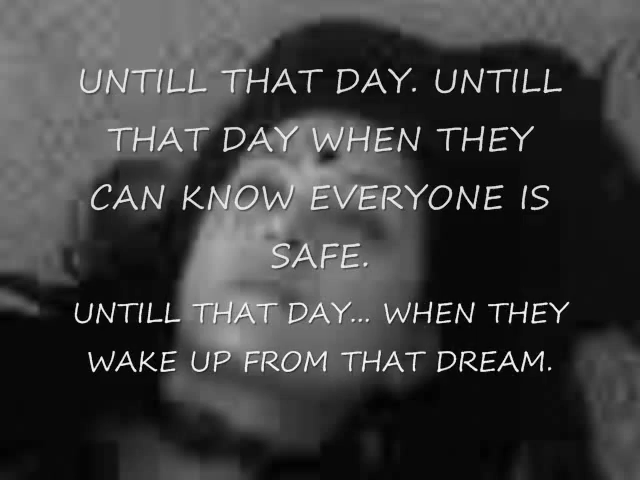 UNTILL THAT DAY. UNTILL
THAT DAY WHEN THEY
CAN KNOW EVERYONE IS
SAFE.
UNTILL THAT DAY... WHEN THEY
WAKE UP FROM THAT DREAM.